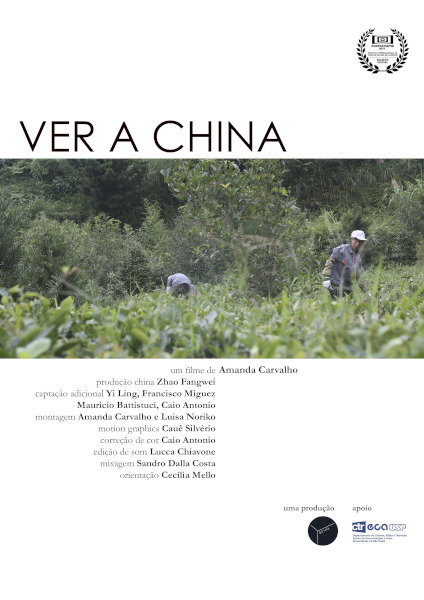 VER A CHINA
um filme de Amanda Carvalho
produção china Zhao Fangwei
captação adicional Yi Ling, Francisco Miguez
Mauricio Battistuci, Caio Antonio
montagem Amanda Carvalho e Luisa Noriko
motion graphics Cauê Silvério
correção de cor Caio Antonio
edição de som Lucca Chiavone
mixagem Sandro Dalla Costa
orientação Cecília Mello
uma produção
apoio
ctr eca USP